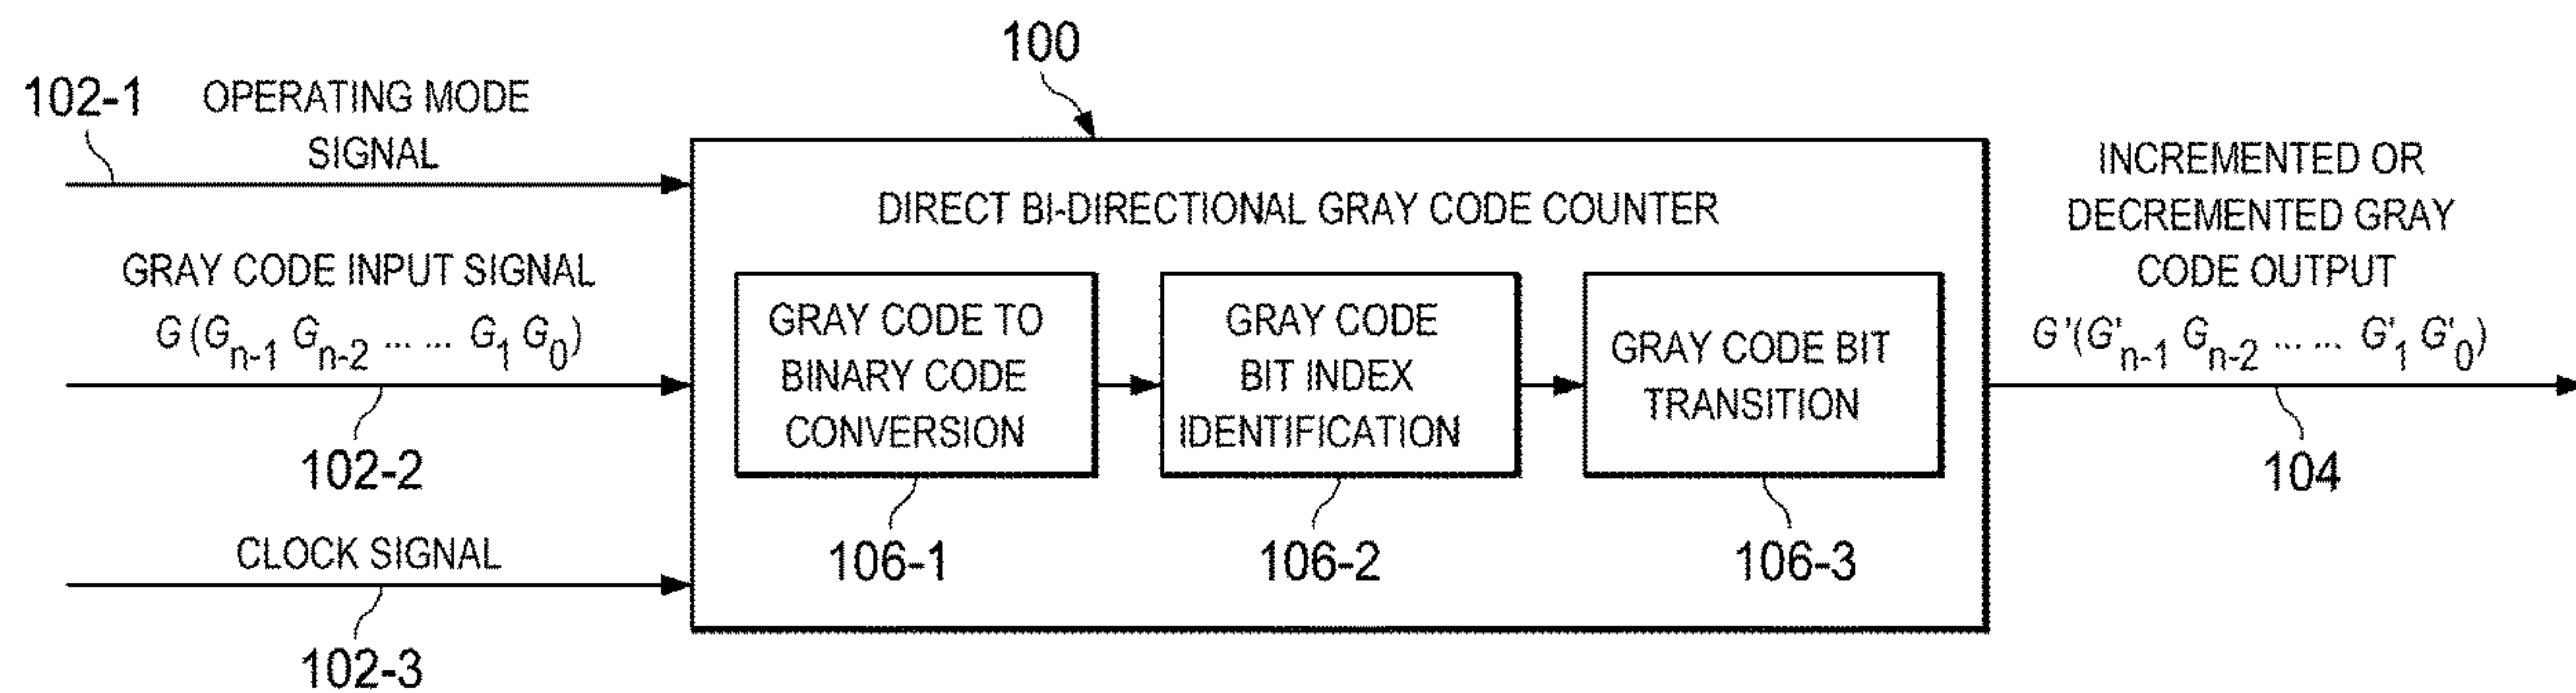 100
102-1
OPERATING MODE
SIGNAL
GRAY CODE INPUT SIGNAL
G (Gn-1 Gn-2 ... ... G1 G0)
102-2
CLOCK SIGNAL
102-3
DIRECT BI-DIRECTIONAL GRAY CODE COUNTER
GRAY CODE TO
BINARY CODE
CONVERSION
106-1
GRAY CODE
BIT INDEX
IDENTIFICATION
106-2
GRAY CODE BIT
TRANSITION
106-3
INCREMENTED OR
DECREMENTED GRAY
CODE OUTPUT
G'(G'n-1 Gn-2 ... ... G'1 G'0)
104